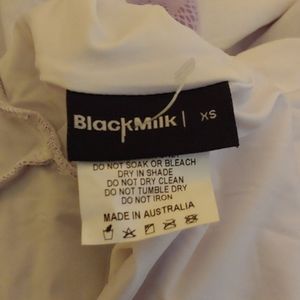 BlackMilk | XS
DO NOT SOAK OR BLEACH
DRY IN SHADE
DO NOT DRY CLEAN
DO NOT TUMBLE DRY
DO NOT IRON
MADE IN AUSTRALIA